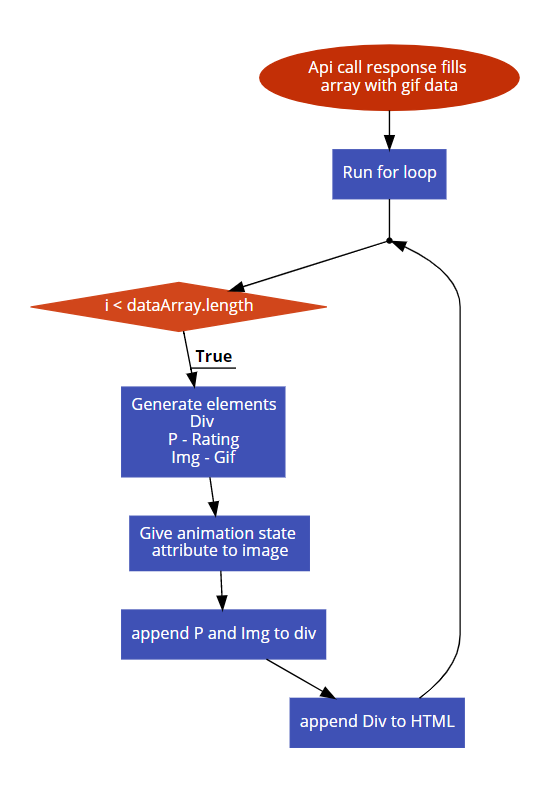 Api call response fills
array with gif data
Run for loop
i < dataArray.length
True
Generate elements
Div
P - Rating
Img - Gif
Give animation state
attribute to image
append P and Img to div
append Div to HTML